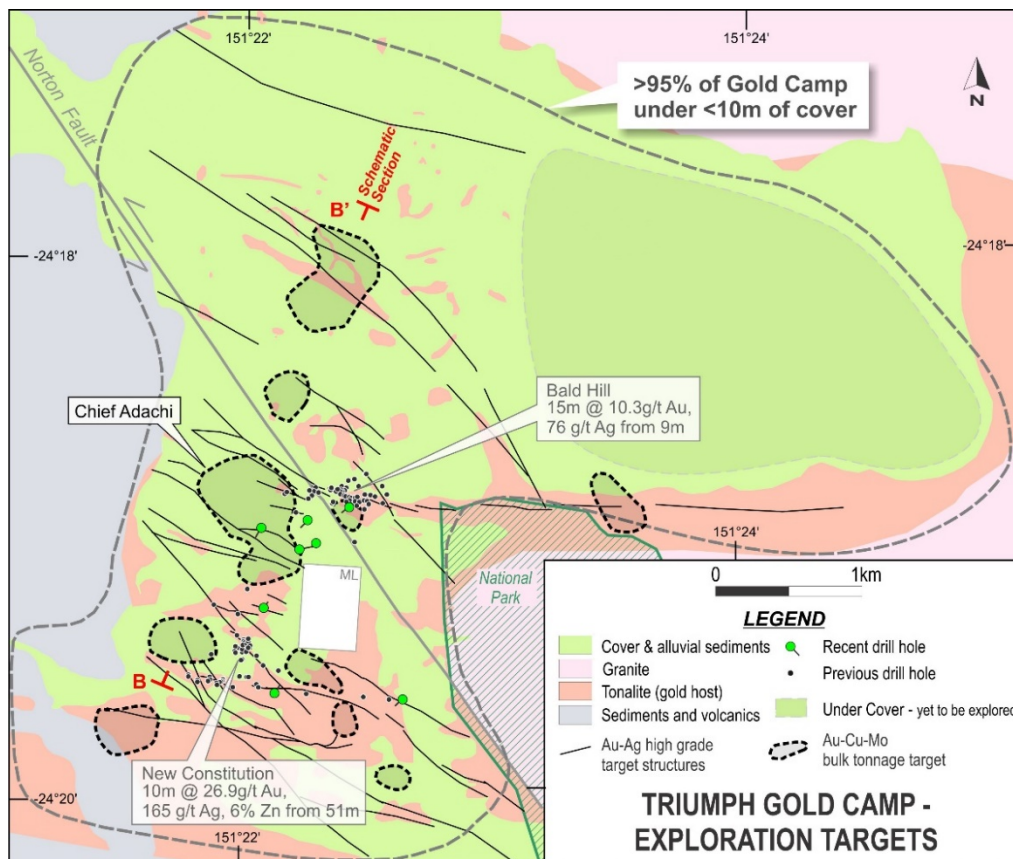 151°22'
151°24'
Norton Fault
>95% of Gold Camp
under <10m of cover
N
Schematic
Section
B'
-24°18'
-24°18'
Bald Hill
15m @ 10.3g/t Au,
76 g/t Ag from 9m
Chief Adachi
151°24'
ML
National
Park
0 1km
LEGEND
Cover & alluvial sediments
Granite
Tonalite (gold host)
Sediments and volcanics
Au-Ag high grade
target structures
Recent drill hole
Previous drill hole
Under Cover - yet to be explored
Au-Cu-Mo
bulk tonnage target
B
New Constitution
10m @ 26.9g/t Au,
165 g/t Ag, 6% Zn from 51m
-24°20'
151°22'
TRIUMPH GOLD CAMP -
EXPLORATION TARGETS